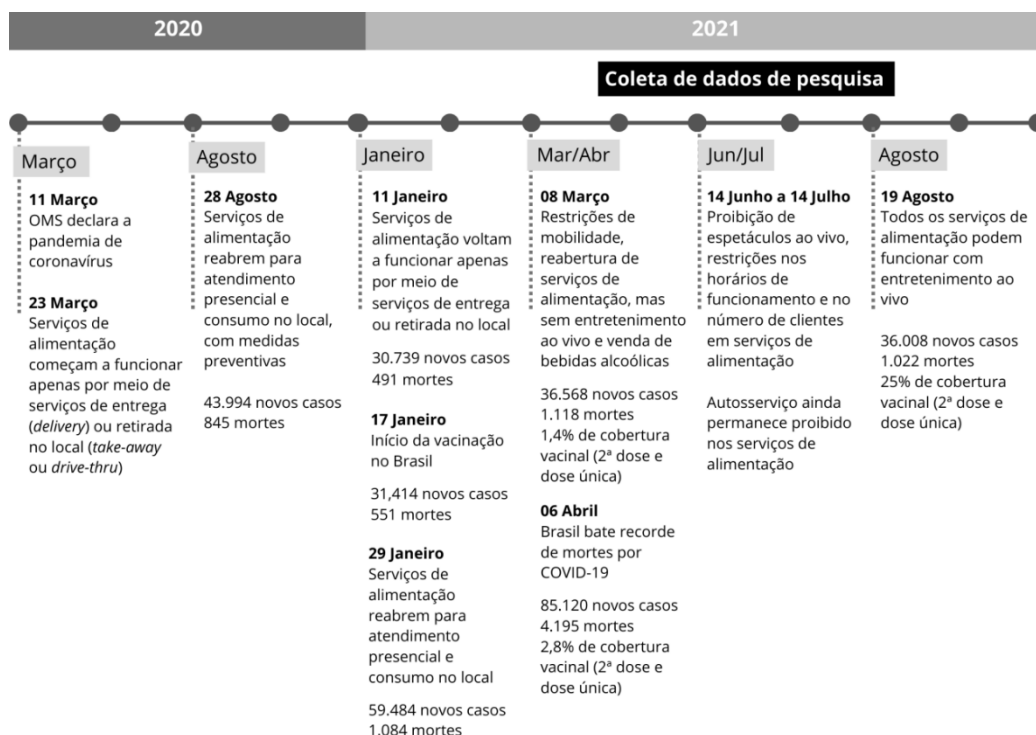 2020
2021
Coleta de dados de pesquisa
Março
11 Março
OMS declara a
pandemia de
coronavírus
23 Março
Serviços de
alimentação
começam a funcionar
apenas por meio de
serviços de entrega
(delivery) ou retirada
no local (take-away
ou drive-thru)
Agosto
28 Agosto
Serviços de
alimentação
reabrem para
atendimento
presencial e
consumo no local,
com medidas
preventivas
43.994 novos casos
845 mortes
Janeiro
11 Janeiro
Serviços de
alimentação voltam
a funcionar apenas
por meio de
serviços de entrega
ou retirada no local
30.739 novos casos
491 mortes
17 Janeiro
Início da vacinação
no Brasil
31,414 novos casos
551 mortes
29 Janeiro
Serviços de
alimentação
reabrem para
atendimento
presencial e
consumo no local
59.484 novos casos
1.084 mortes
Mar/Abr
08 Março
Restrições de
mobilidade,
reabertura de
serviços de
alimentação, mas
sem entretenimento
ao vivo e venda de
bebidas alcoólicas
36.568 novos casos
1.118 mortes
1,4% de cobertura
vacinal (2ª dose e
dose única)
06 Abril
Brasil bate recorde
de mortes por
COVID-19
85.120 novos casos
4.195 mortes
2,8% de cobertura
vacinal (2ª dose e
dose única)
Jun/Jul
14 Junho a 14 Julho
Proibição de
espetáculos ao vivo,
restrições nos
horários de
funcionamento e no
número de clientes
em serviços de
alimentação
Autosserviço ainda
permanece proibido
nos serviços de
alimentação
Agosto
19 Agosto
Todos os serviços de
alimentação podem
funcionar com
entretenimento ao
vivo
36.008 novos casos
1.022 mortes
25% de cobertura
vacinal (2ª dose e
dose única)